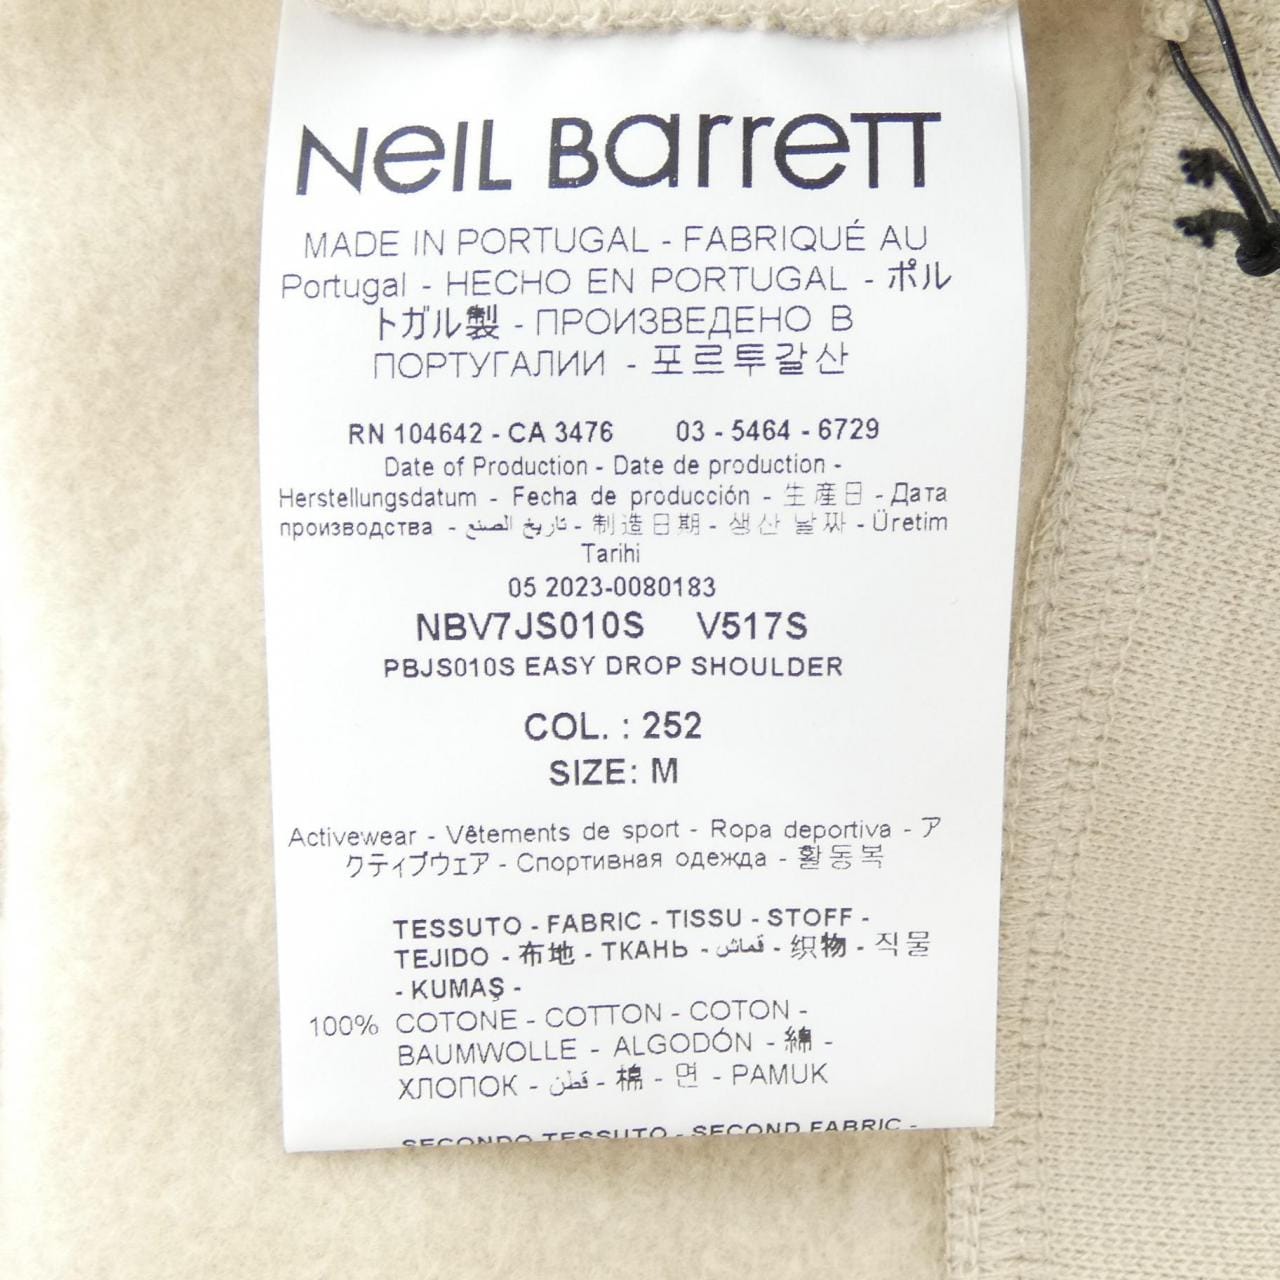 Neil Barrett
MADE IN PORTUGAL - FABRIQUÉ AU
Portugal - HECHO EN PORTUGAL - ポル
トガル製 - ПРОИЗВЕДЕНО В
ПОРТУГАЛИИ - 포르투갈산
RN 104642 - CA 3476 03 - 5464 - 6729
Date of Production - Date de production -
Herstellungsdatum - Fecha de producción - 生産日 - Дата
производства - تاريخ الصنع - 制造日期 - 생산 날짜 - Üretim
Tarihi
05 2023-0080183
NBV7JS010S V517S
PBJS010S EASY DROP SHOULDER
COL. : 252
SIZE: M
Activewear - Vêtements de sport - Ropa deportiva - ア
クティブウェア - Спортивная одежда - 활동복
TESSUTO - FABRIC - TISSU - STOFF -
TEJIDO - 布地 - ТКАНЬ - قماش - 织物 - 직물
- KUMAŞ -
100% COTONE - COTTON - COTON -
BAUMWOLLE - ALGODÓN - 綿 -
ХЛОПОК - قطن - 棉 - 면 - PAMUK
SECONDO TESSUTO - SECOND FABRIC -